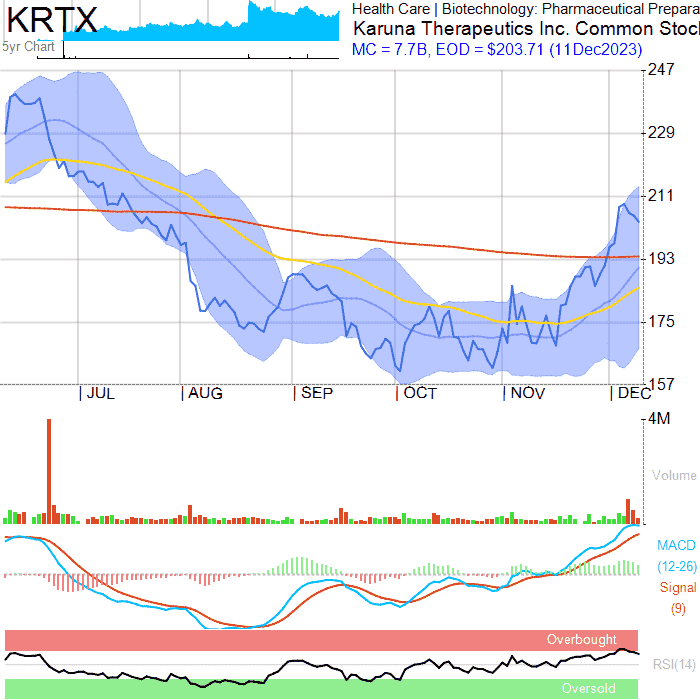 KRTX
5yr Chart
Health Care | Biotechnology: Pharmaceutical Prepara
Karuna Therapeutics Inc. Common Stoc
MC = 7.7B, EOD = $203.71 (11Dec2023)
247
229
211
193
175
157
JUL
AUG
SEP
OCT
NOV
DEC
4M
Volume
MACD
(12-26)
Signal
(9)
Overbought
RSI(14)
Oversold